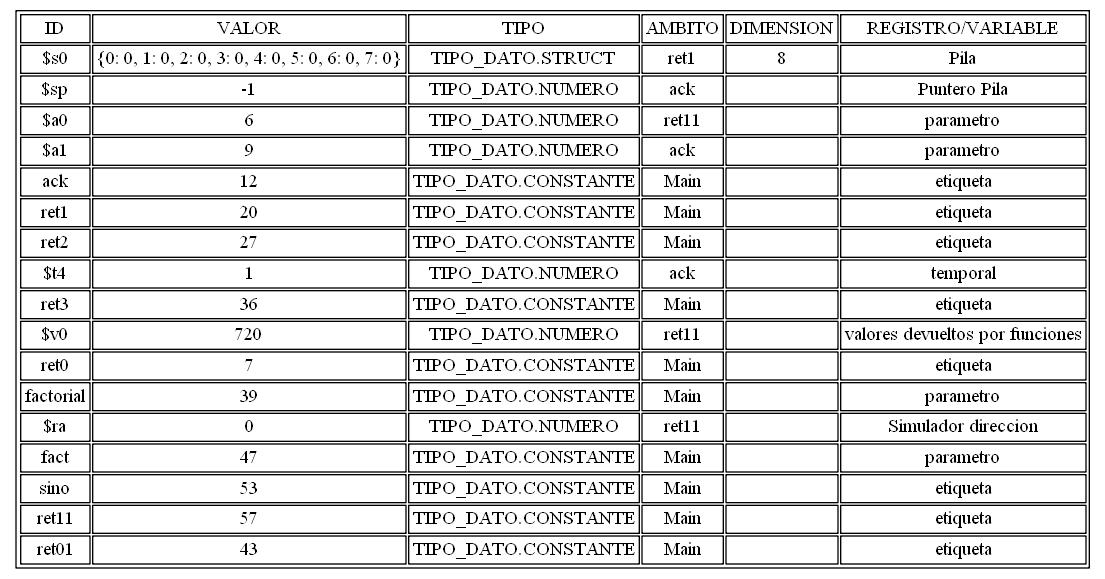 ID VALOR TIPO AMBITO DIMENSION REGISTRO/VARIABLE
$s0 {0: 0, 1: 0, 2: 0, 3: 0, 4: 0, 5: 0, 6: 0, 7: 0} TIPO_DATO.STRUCT ret1 8 Pila
$sp -1 TIPO_DATO.NUMERO ack Puntero Pila
$a0 6 TIPO_DATO.NUMERO ret11 parametro
$a1 9 TIPO_DATO.NUMERO ack parametro
ack 12 TIPO_DATO.CONSTANTE Main etiqueta
ret1 20 TIPO_DATO.CONSTANTE Main etiqueta
ret2 27 TIPO_DATO.CONSTANTE Main etiqueta
$t4 1 TIPO_DATO.NUMERO ack temporal
ret3 36 TIPO_DATO.CONSTANTE Main etiqueta
$v0 720 TIPO_DATO.NUMERO ret11 valores devueltos por funciones
ret0 7 TIPO_DATO.CONSTANTE Main etiqueta
factorial 39 TIPO_DATO.CONSTANTE Main parametro
$ra 0 TIPO_DATO.NUMERO ret11 Simulador direccion
fact 47 TIPO_DATO.CONSTANTE Main parametro
sino 53 TIPO_DATO.CONSTANTE Main etiqueta
ret11 57 TIPO_DATO.CONSTANTE Main etiqueta
ret01 43 TIPO_DATO.CONSTANTE Main etiqueta